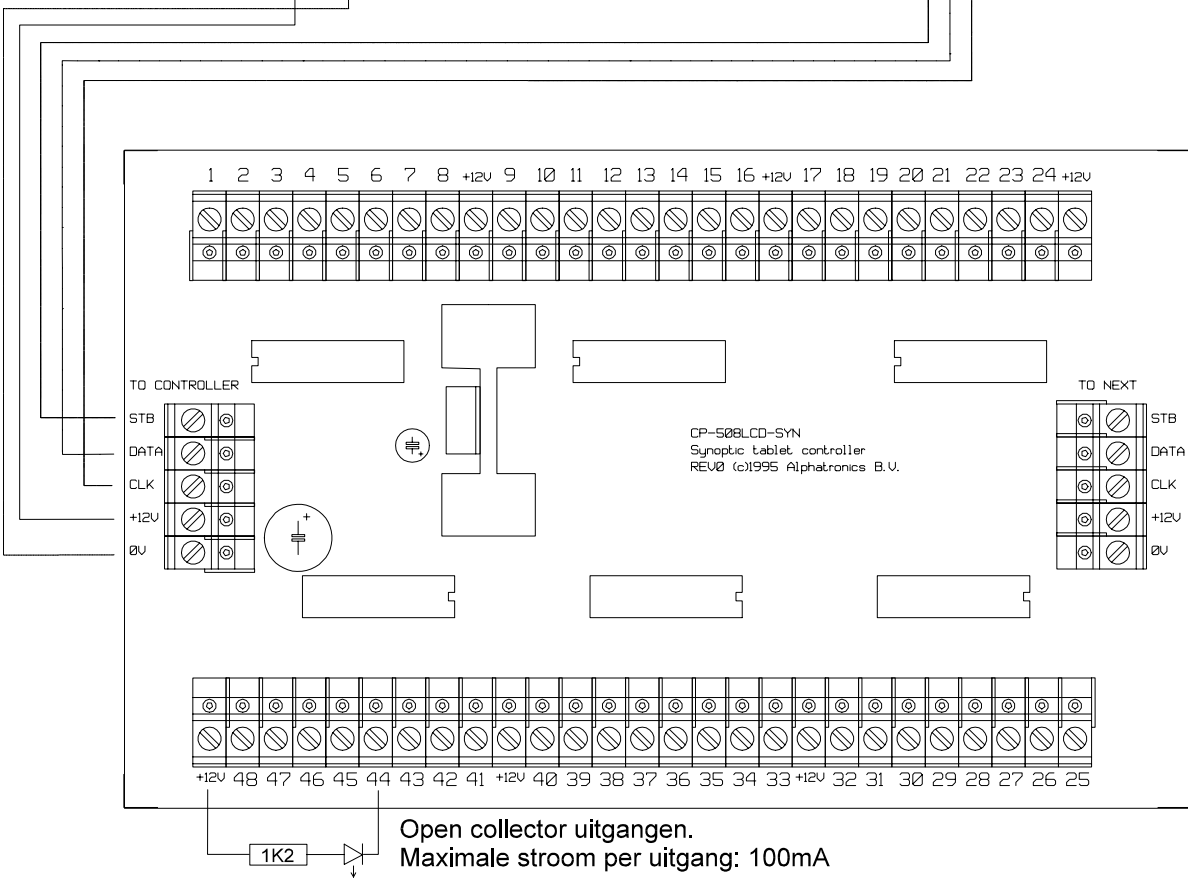 1 2 3 4 5 6 7 8 +12V 9 10 11 12 13 14 15 16 +12V 17 18 19 20 21 22 23 24 +12V
TO CONTROLLER
STB
DATA
CLK
+12V
0V
CP-508LCD-SYN
Synoptic tablet controller
REV0 (c)1995 Alphatronics B.V.
TO NEXT
STB
DATA
CLK
+12V
0V
+12V 48 47 46 45 44 43 42 41 +12V 40 39 38 37 36 35 34 33 +12V 32 31 30 29 28 27 26 25
1K2
Open collector uitgangen.
Maximale stroom per uitgang: 100mA